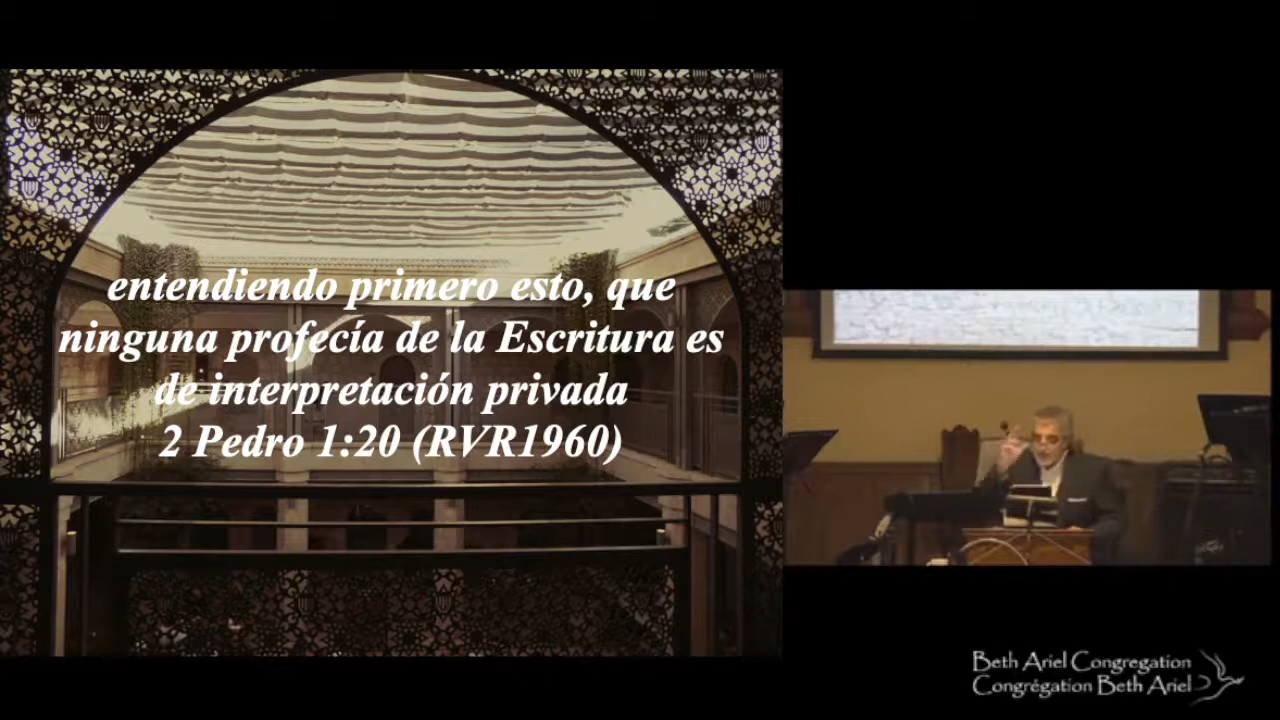 entendiendo primero esto, que
ninguna profecía de la Escritura es
de interpretación privada
2 Pedro 1:20 (RVR1960)
Beth Ariel Congregation
Congrégation Beth Ariel